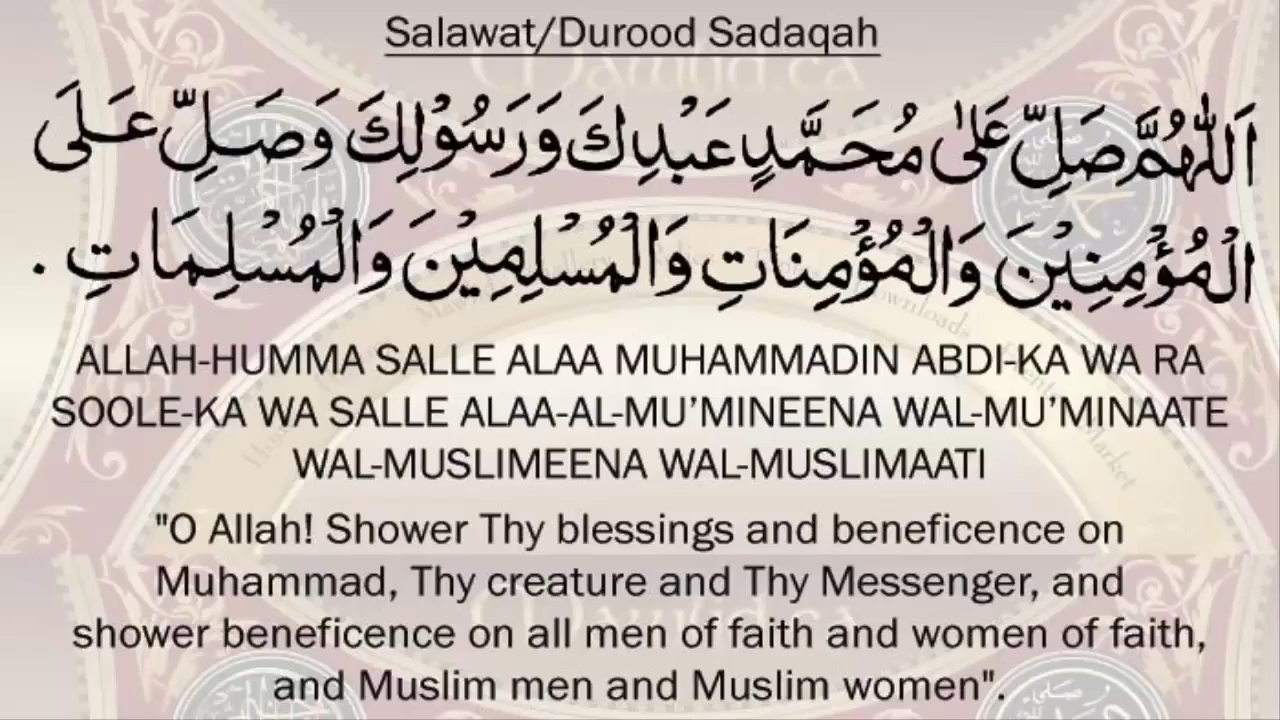 Salawat/Durood Sadaqah
اَللّٰهُمَّ صَلِّ عَلٰى مُحَمَّدٍ عَبْدِكَ وَرَسُوْلِكَ وَصَلِّ عَلَى
الْمُؤْمِنِيْنَ وَالْمُؤْمِنَاتِ وَالْمُسْلِمِيْنَ وَالْمُسْلِمَاتِ .
ALLAH-HUMMA SALLE ALAA MUHAMMADIN ABDI-KA WA RA
SOOLE-KA WA SALLE ALAA-AL-MU’MINEENA WAL-MU’MINAATE
WAL-MUSLIMEENA WAL-MUSLIMAATI
"O Allah! Shower Thy blessings and beneficence on
Muhammad, Thy creature and Thy Messenger, and
shower beneficence on all men of faith and women of faith,
and Muslim men and Muslim women".